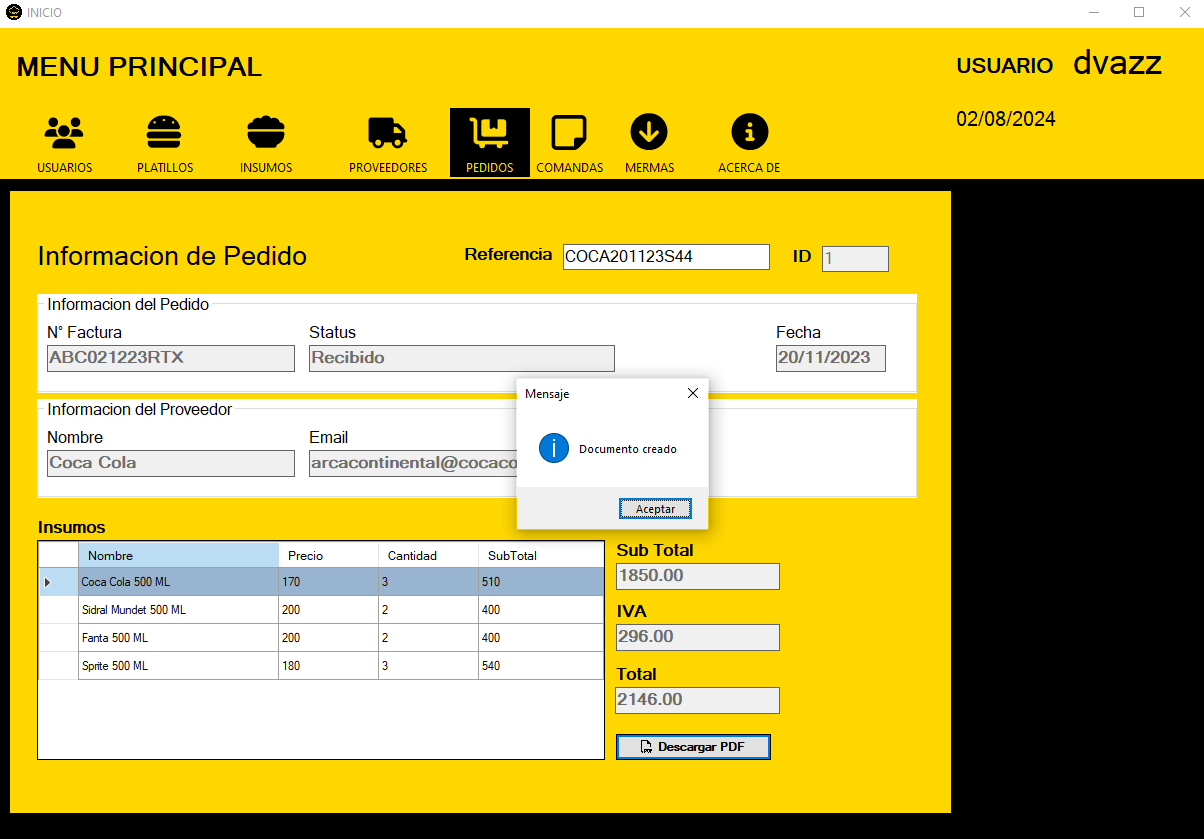 INICIO
MENU PRINCIPAL
USUARIO dvazz
02/08/2024
USUARIOS PLATILLOS INSUMOS PROVEEDORES PEDIDOS COMANDAS MERMAS ACERCA DE
Informacion de Pedido
Referencia COCA201123S44 ID 1
Informacion del Pedido
N° Factura Status Fecha
ABC021223RTX Recibido 20/11/2023
Informacion del Proveedor
Nombre Email
Coca Cola arcacontinental@cocaco
Mensaje
Documento creado
Aceptar
Insumos
Nombre Precio Cantidad SubTotal
Coca Cola 500 ML 170 3 510
Sidral Mundet 500 ML 200 2 400
Fanta 500 ML 200 2 400
Sprite 500 ML 180 3 540
Sub Total
1850.00
IVA
296.00
Total
2146.00
Descargar PDF